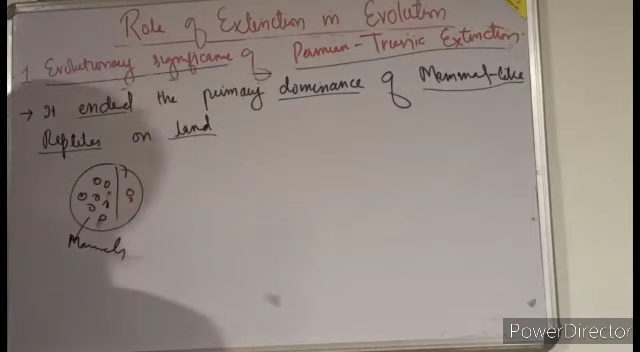 Role of Extinction in Evolution
1 Evolutionary significance of Permian-Triassic Extinction.
→ It ended the primary dominance of Mammal-like
Reptiles on land
Mammals
PowerDirector